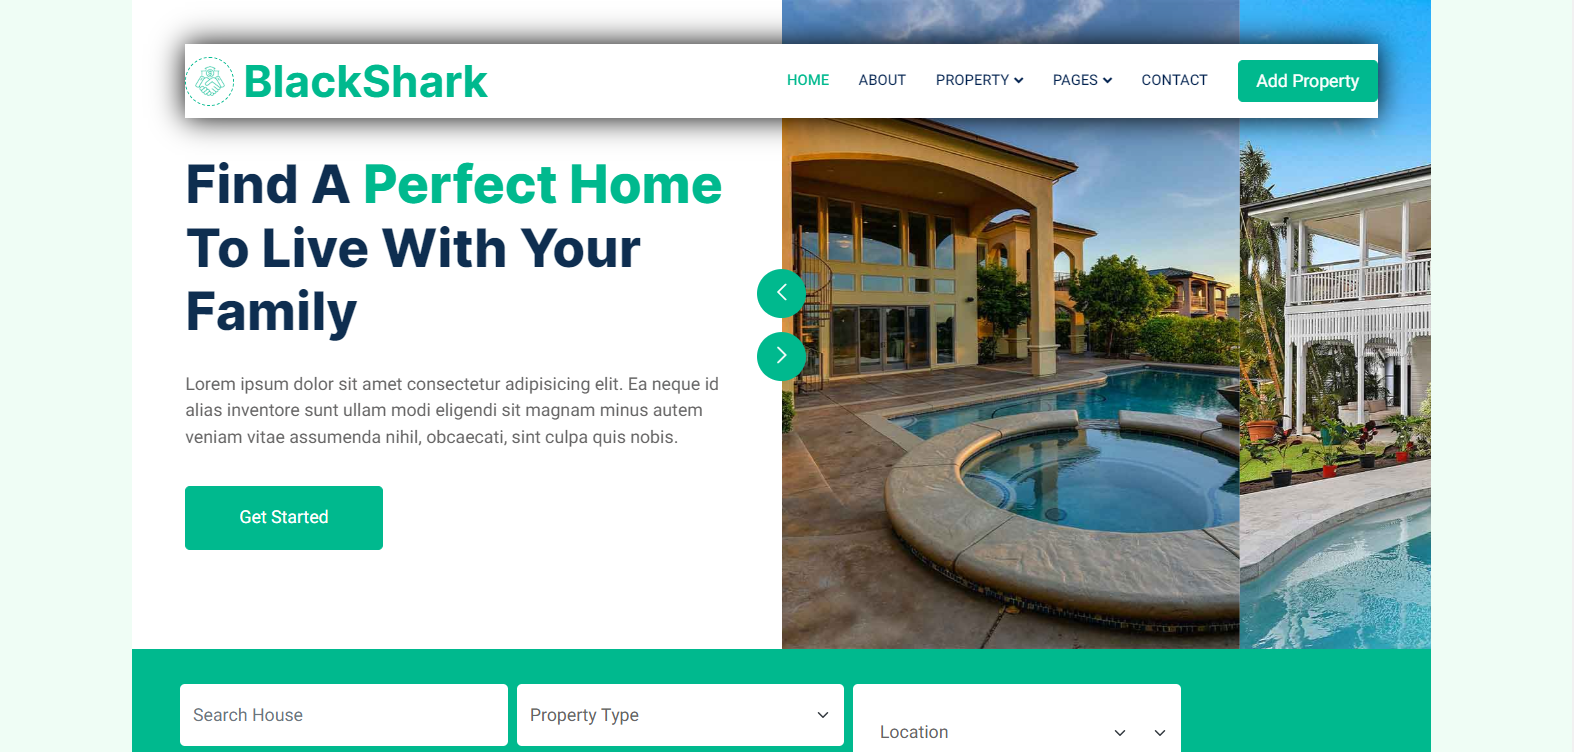 BlackShark
HOME ABOUT PROPERTY PAGES CONTACT Add Property
Find A Perfect Home
To Live With Your
Family
Lorem ipsum dolor sit amet consectetur adipisicing elit. Ea neque id
alias inventore sunt ullam modi eligendi sit magnam minus autem
veniam vitae assumenda nihil, obcaecati, sint culpa quis nobis.
Get Started
Search House Property Type Location